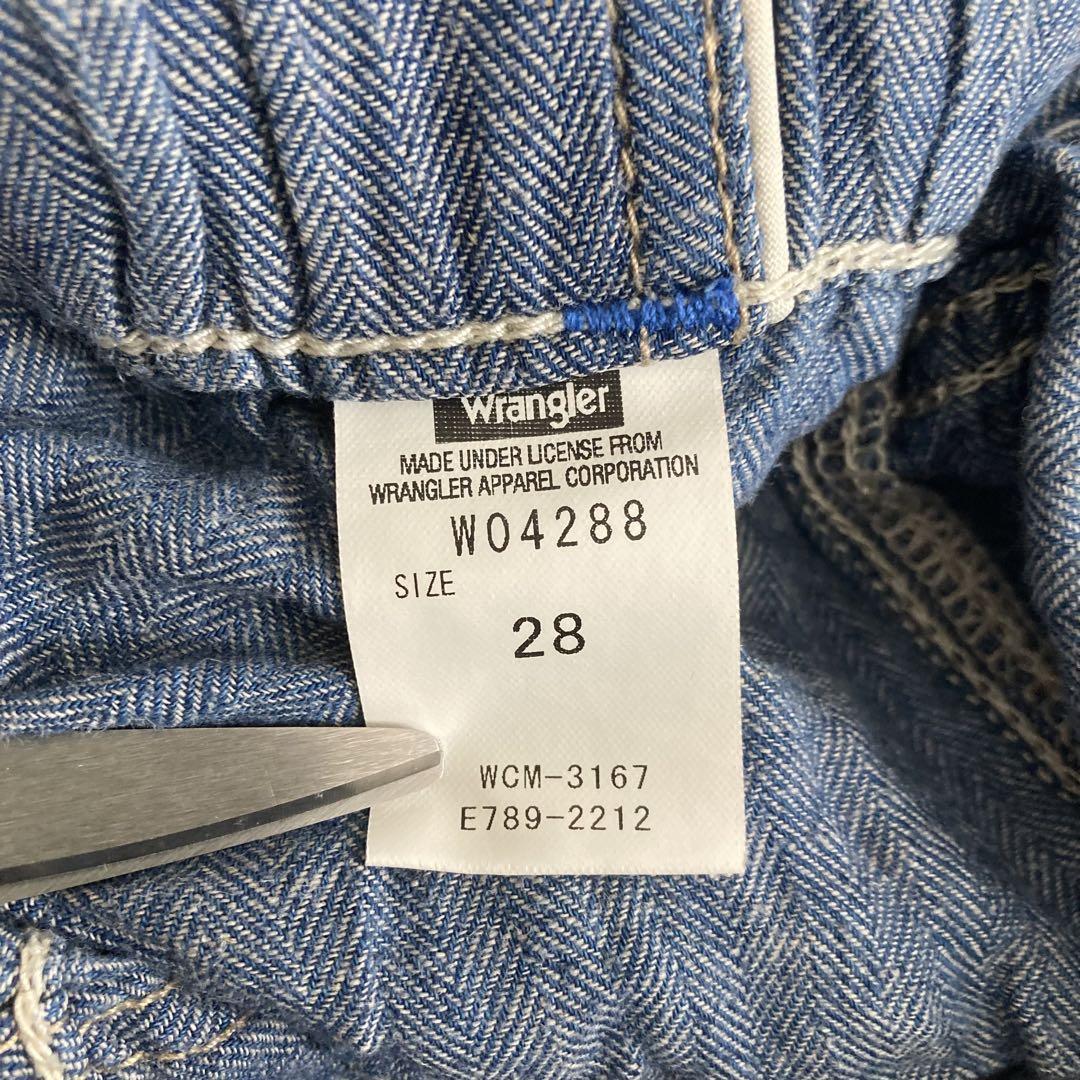 Wrangler
MADE UNDER LICENSE FROM
WRANGLER APPAREL CORPORATION
W04288
SIZE
28
WCM-3167
E789-2212